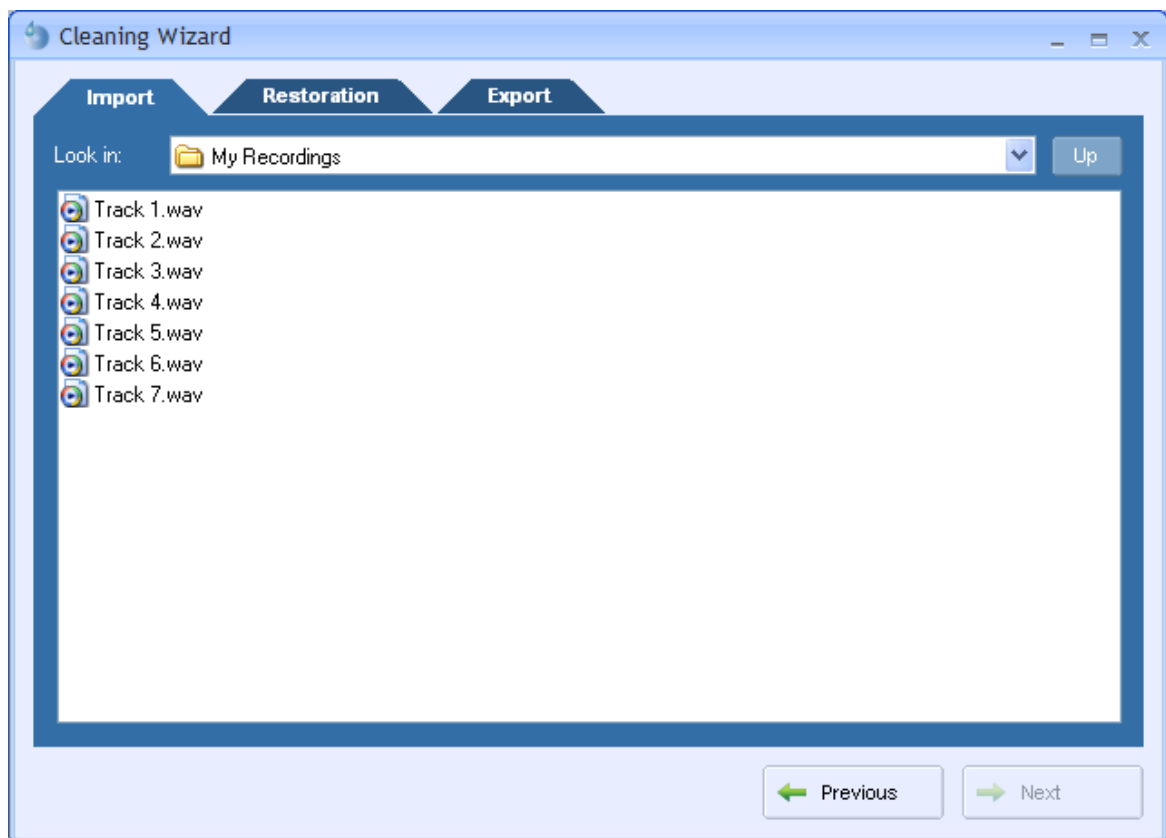 Cleaning Wizard
Import Restoration Export
Look in: My Recordings Up
Track 1.wav
Track 2.wav
Track 3.wav
Track 4.wav
Track 5.wav
Track 6.wav
Track 7.wav
Previous Next